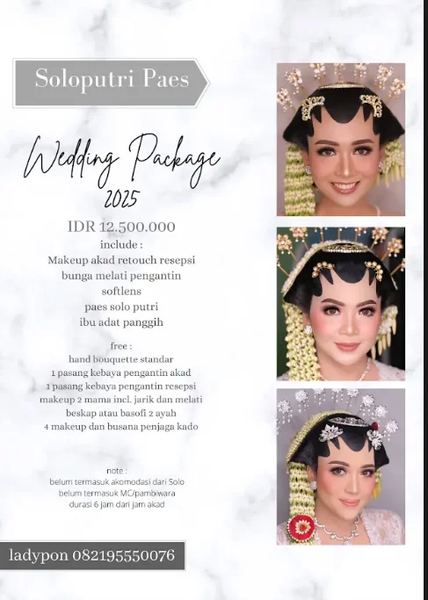 Soloputri Paes
Wedding Package
2025
IDR 12.500.000
include :
Makeup akad retouch resepsi
bunga melati pengantin
softlens
paes solo putri
ibu adat panggih
free :
hand bouquette standar
1 pasang kebaya pengantin akad
1 pasang kebaya pengantin resepsi
makeup 2 mama incl. jarik dan melati
beskap atau basofi 2 ayah
4 makeup dan busana penjaga kado
note :
belum termasuk akomodasi dari Solo
belum termasuk MC/pambiwara
durasi 6 jam dari jam akad
ladypon 082195550076